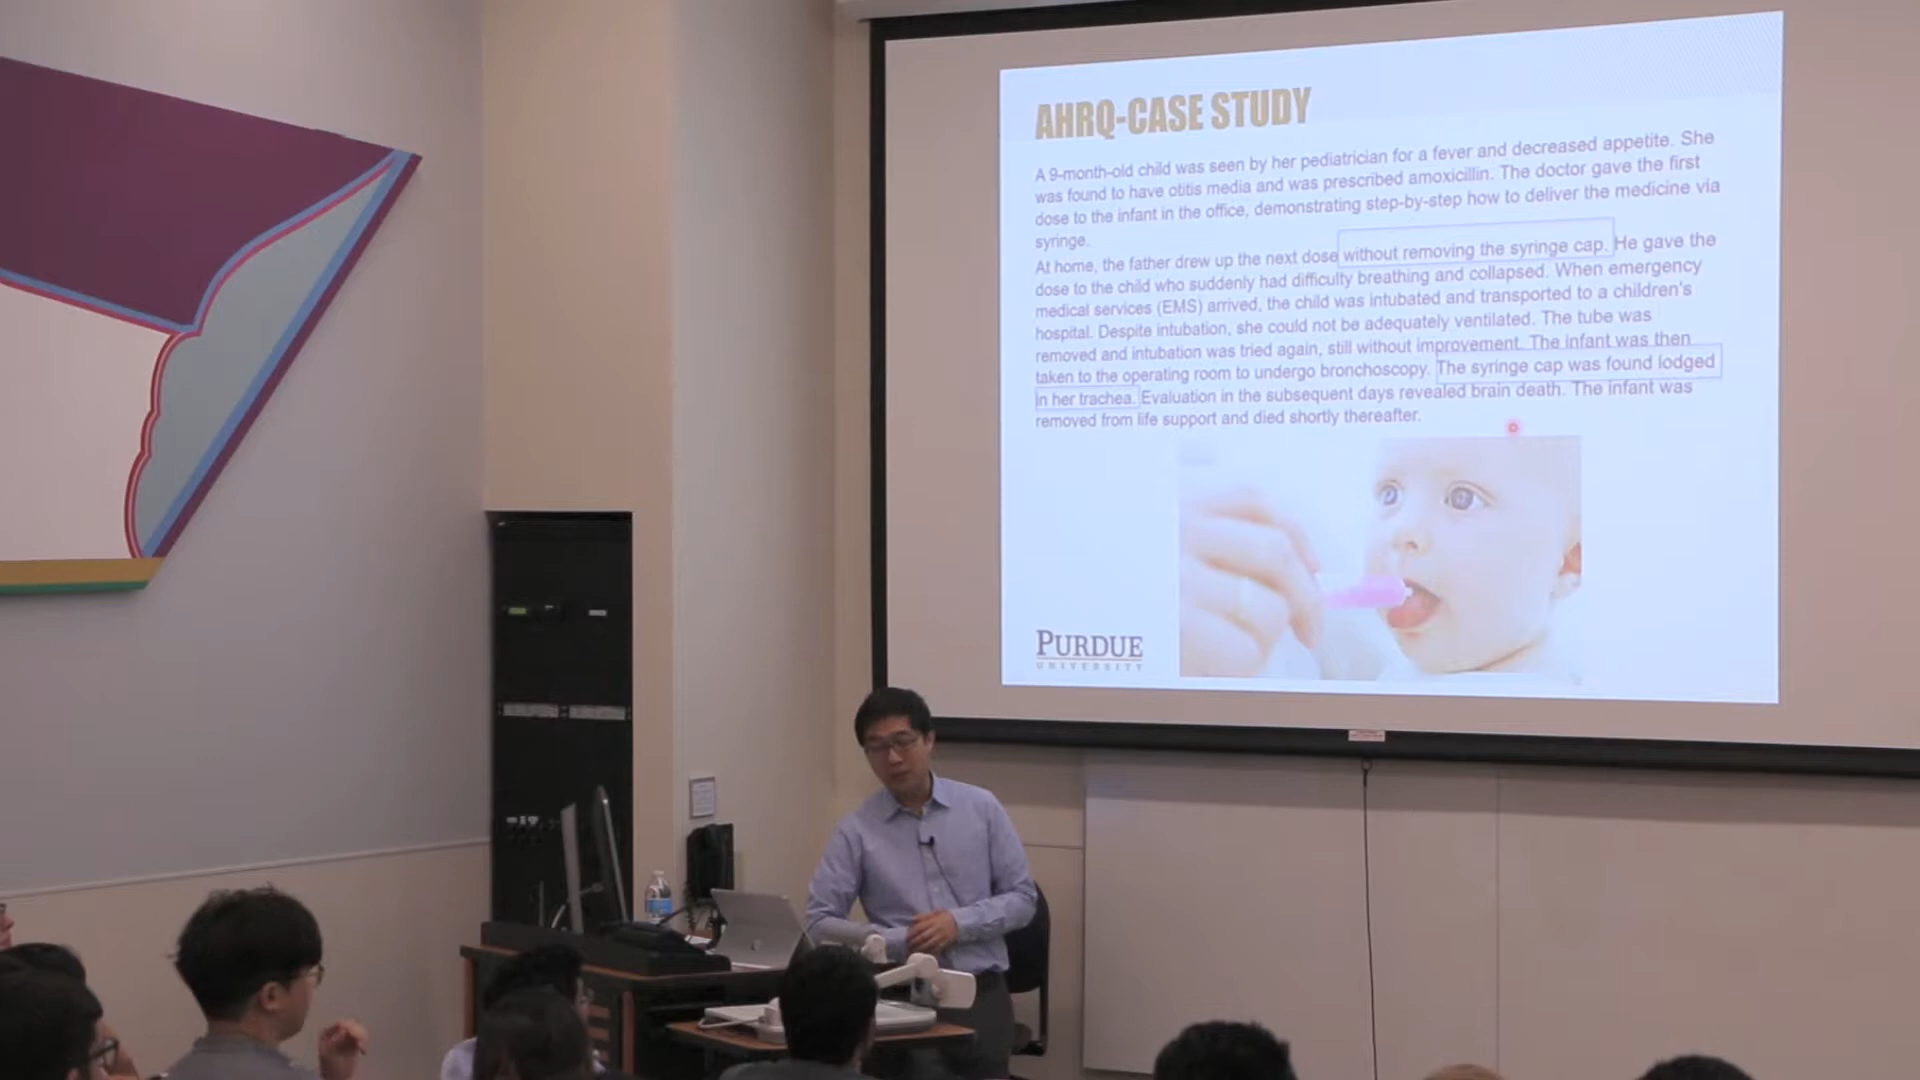 AHRQ-CASE STUDY
A 9-month-old child was seen by her pediatrician for a fever and decreased appetite. She
was found to have otitis media and was prescribed amoxicillin. The doctor gave the first
dose to the infant in the office, demonstrating step-by-step how to deliver the medicine via
syringe.
At home, the father drew up the next dose without removing the syringe cap. He gave the
dose to the child who suddenly had difficulty breathing and collapsed. When emergency
medical services (EMS) arrived, the child was intubated and transported to a children's
hospital. Despite intubation, she could not be adequately ventilated. The tube was
removed and intubation was tried again, still without improvement. The infant was then
taken to the operating room to undergo bronchoscopy. The syringe cap was found lodged
in her trachea. Evaluation in the subsequent days revealed brain death. The infant was
removed from life support and died shortly thereafter.
PURDUE
UNIVERSITY